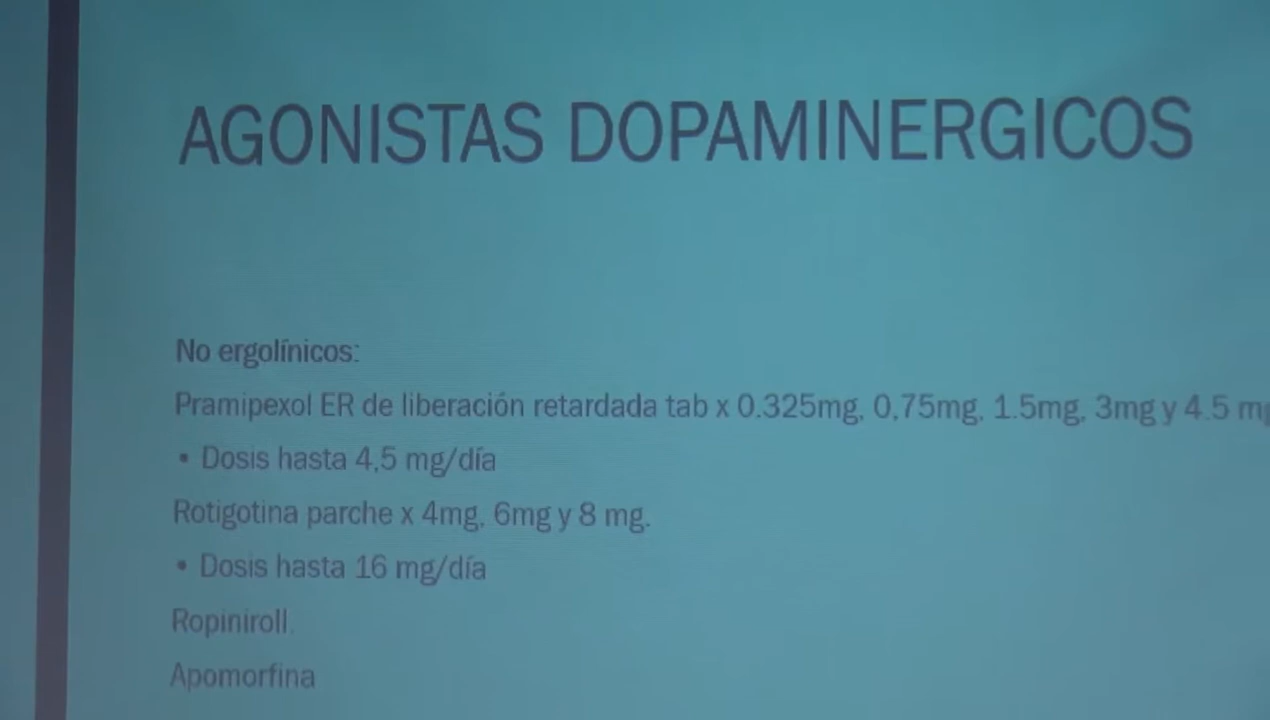 AGONISTAS DOPAMINERGICOS
No ergolínicos:
Pramipexol ER de liberación retardada tab x 0.325mg, 0,75mg, 1.5mg, 3mg y 4.5 mg
• Dosis hasta 4,5 mg/día
Rotigotina parche x 4mg, 6mg y 8 mg.
• Dosis hasta 16 mg/día
Ropiniroll.
Apomorfina